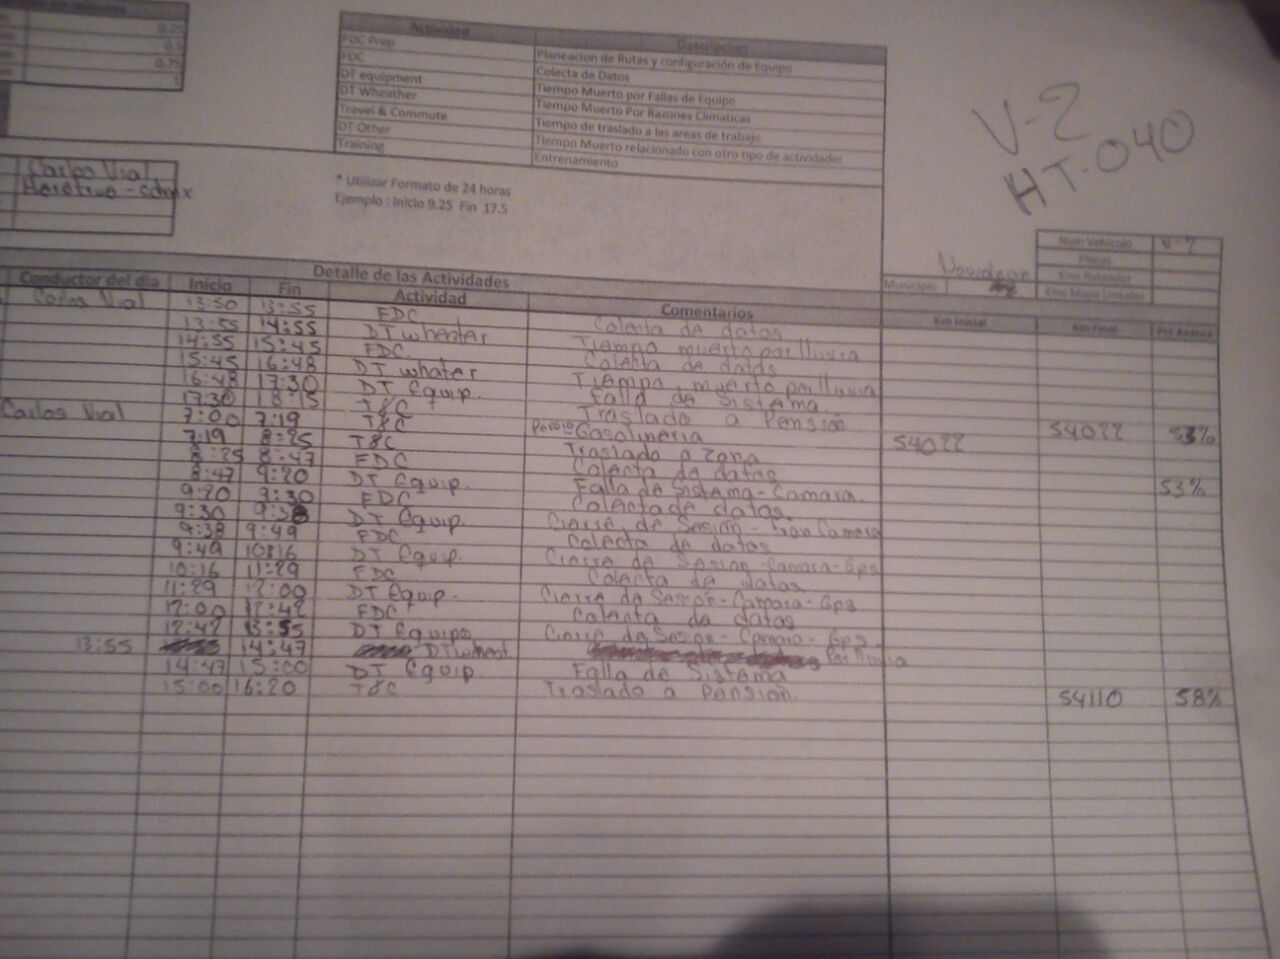 0.25
0.5
0.75
1
Actividad Descripcion
FDC Prep Planeacion de Rutas y configuración de Equipo
FDC Colecta de Datos
DT equipment Tiempo Muerto por Fallas de Equipo
DT Wheather Tiempo Muerto Por Razones Climaticas
Travel & Commute Tiempo de traslado a las areas de trabajo
DT Other Tiempo Muerto relacionado con otro tipo de actividades
Training Entrenamiento
V-2
HT-040
Carlos Vial
* Utilizar Formato de 24 horas
Ejemplo : Inicio 9.25 Fin 17.5
Num Vehiculo V-2
Placas
Kms Ruteador
Municipio
Kms Mapa Lineales
Detalle de las Actividades
Conductor del dia Inicio Fin Actividad Comentarios Km Inicial Km Final Pct Avance
Carlos Vial 13:50 13:55 FDC Colecta de datos
13:55 14:55 DT wheater Tiempo muerto por lluvia
14:55 15:45 FDC Colecta de datos
15:45 16:48 DT whater Tiempo muerto por lluvia
16:48 17:30 DT Equip. Falla de Sistema
17:30 18:15 T&C Traslado a Pensión 54022 53%
Carlos Vial 7:00 7:19 T&C Gasolineria 54022
7:19 8:25 T&C Traslado a zona
8:25 8:47 FDC Colecta de datos 53%
8:47 9:20 DT Equip. Falla de Sistema - Camara
9:20 9:30 FDC Colecta de datos
9:30 9:38 DT Equip. Cierre de Sesión - Camara
9:38 9:49 FDC Colecta de datos
9:49 10:16 DT Equip. Cierre de Sesion - Camara - Gps
10:16 11:29 FDC Colecta de datos
11:29 12:00 DT Equip. Cierre de Sesión - Camara - Gps
12:00 12:42 FDC Colecta de datos
12:42 13:55 DT Equipo Cierre de Sesión - Camara - Gps
13:55 14:47 DT wheat. Por lluvia
14:47 15:00 DT Equip. Falla de Sistema
15:00 16:20 T&C Traslado a Pensión. 54110 58%